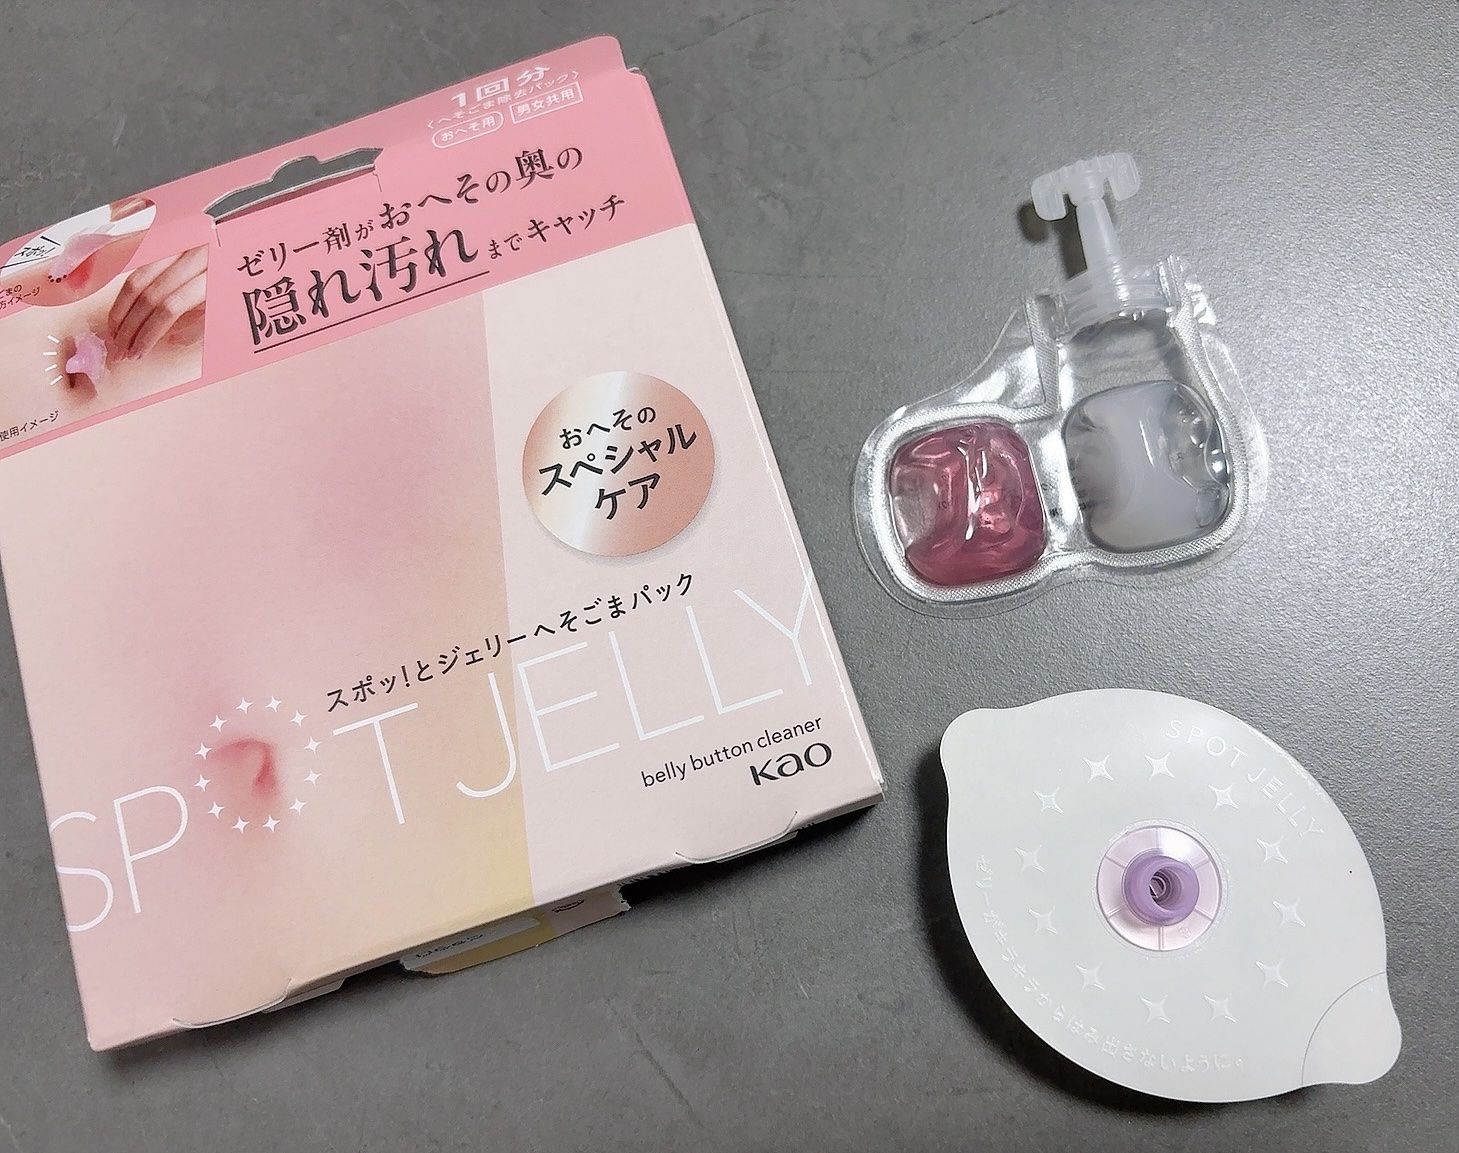 1回分
〈へそごま除去パック〉
おへそ用 男女共用
ゼリー剤がおへその奥の
隠れ汚れまでキャッチ
使用イメージ
おへその
スペシャル
ケア
スポッ!とジェリーへそごまパック
SPOT JELLY
belly button cleaner
Kao
SPOT JELLY
ゼリーがキラキラからはみ出さないように。